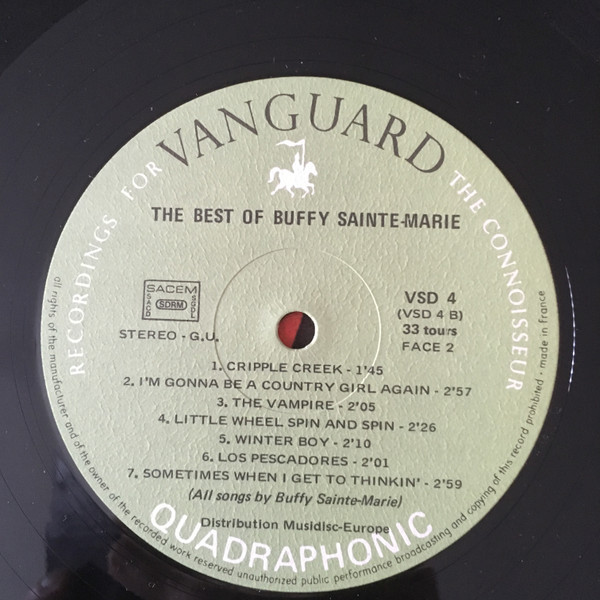 VANGUARD
RECORDINGS FOR THE CONNOISSEUR
THE BEST OF BUFFY SAINTE-MARIE
SACEM
SACD SDRM SGDL
STEREO - G.U.
VSD 4
(VSD 4 B)
33 tours
FACE 2
1. CRIPPLE CREEK - 1'45
2. I'M GONNA BE A COUNTRY GIRL AGAIN - 2'57
3. THE VAMPIRE - 2'05
4. LITTLE WHEEL SPIN AND SPIN - 2'26
5. WINTER BOY - 2'10
6. LOS PESCADORES - 2'01
7. SOMETIMES WHEN I GET TO THINKIN' - 2'59
(All songs by Buffy Sainte-Marie)
Distribution Musidisc-Europe
QUADRAPHONIC
all rights of the manufacturer and of the owner of the recorded work reserved unauthorized public performance broadcasting and copying of this record prohibited - made in france